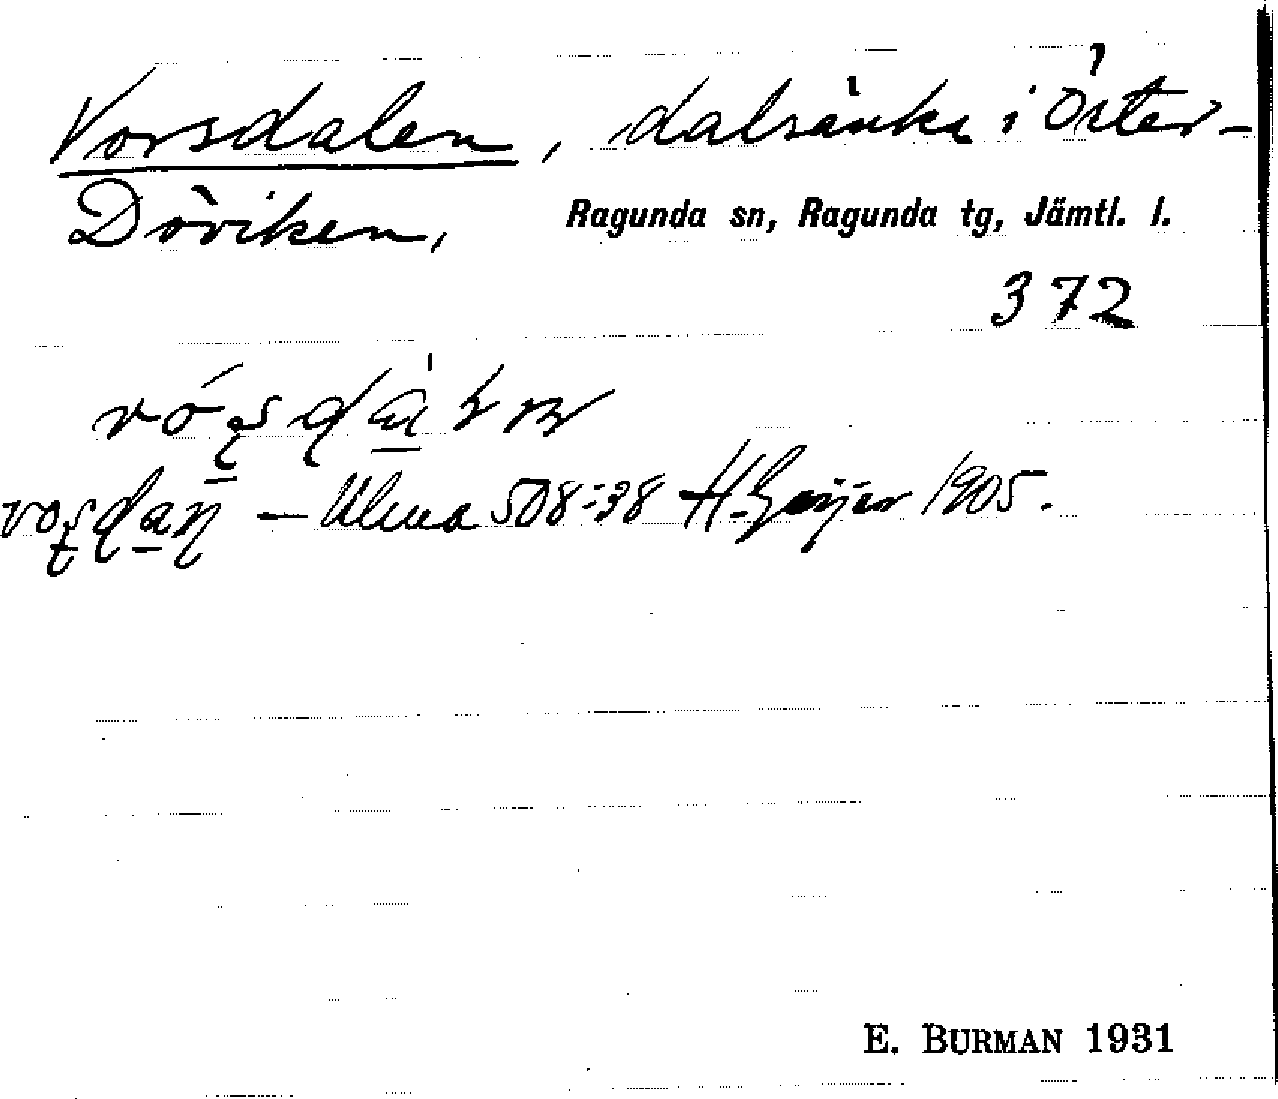 Vorsdalen, dalsänka i Öster-
Döviken, Ragunda sn, Ragunda tg, Jämtl. l.
372
— Ulma 508:38 H. Geijer 1905.
E. BURMAN 1931